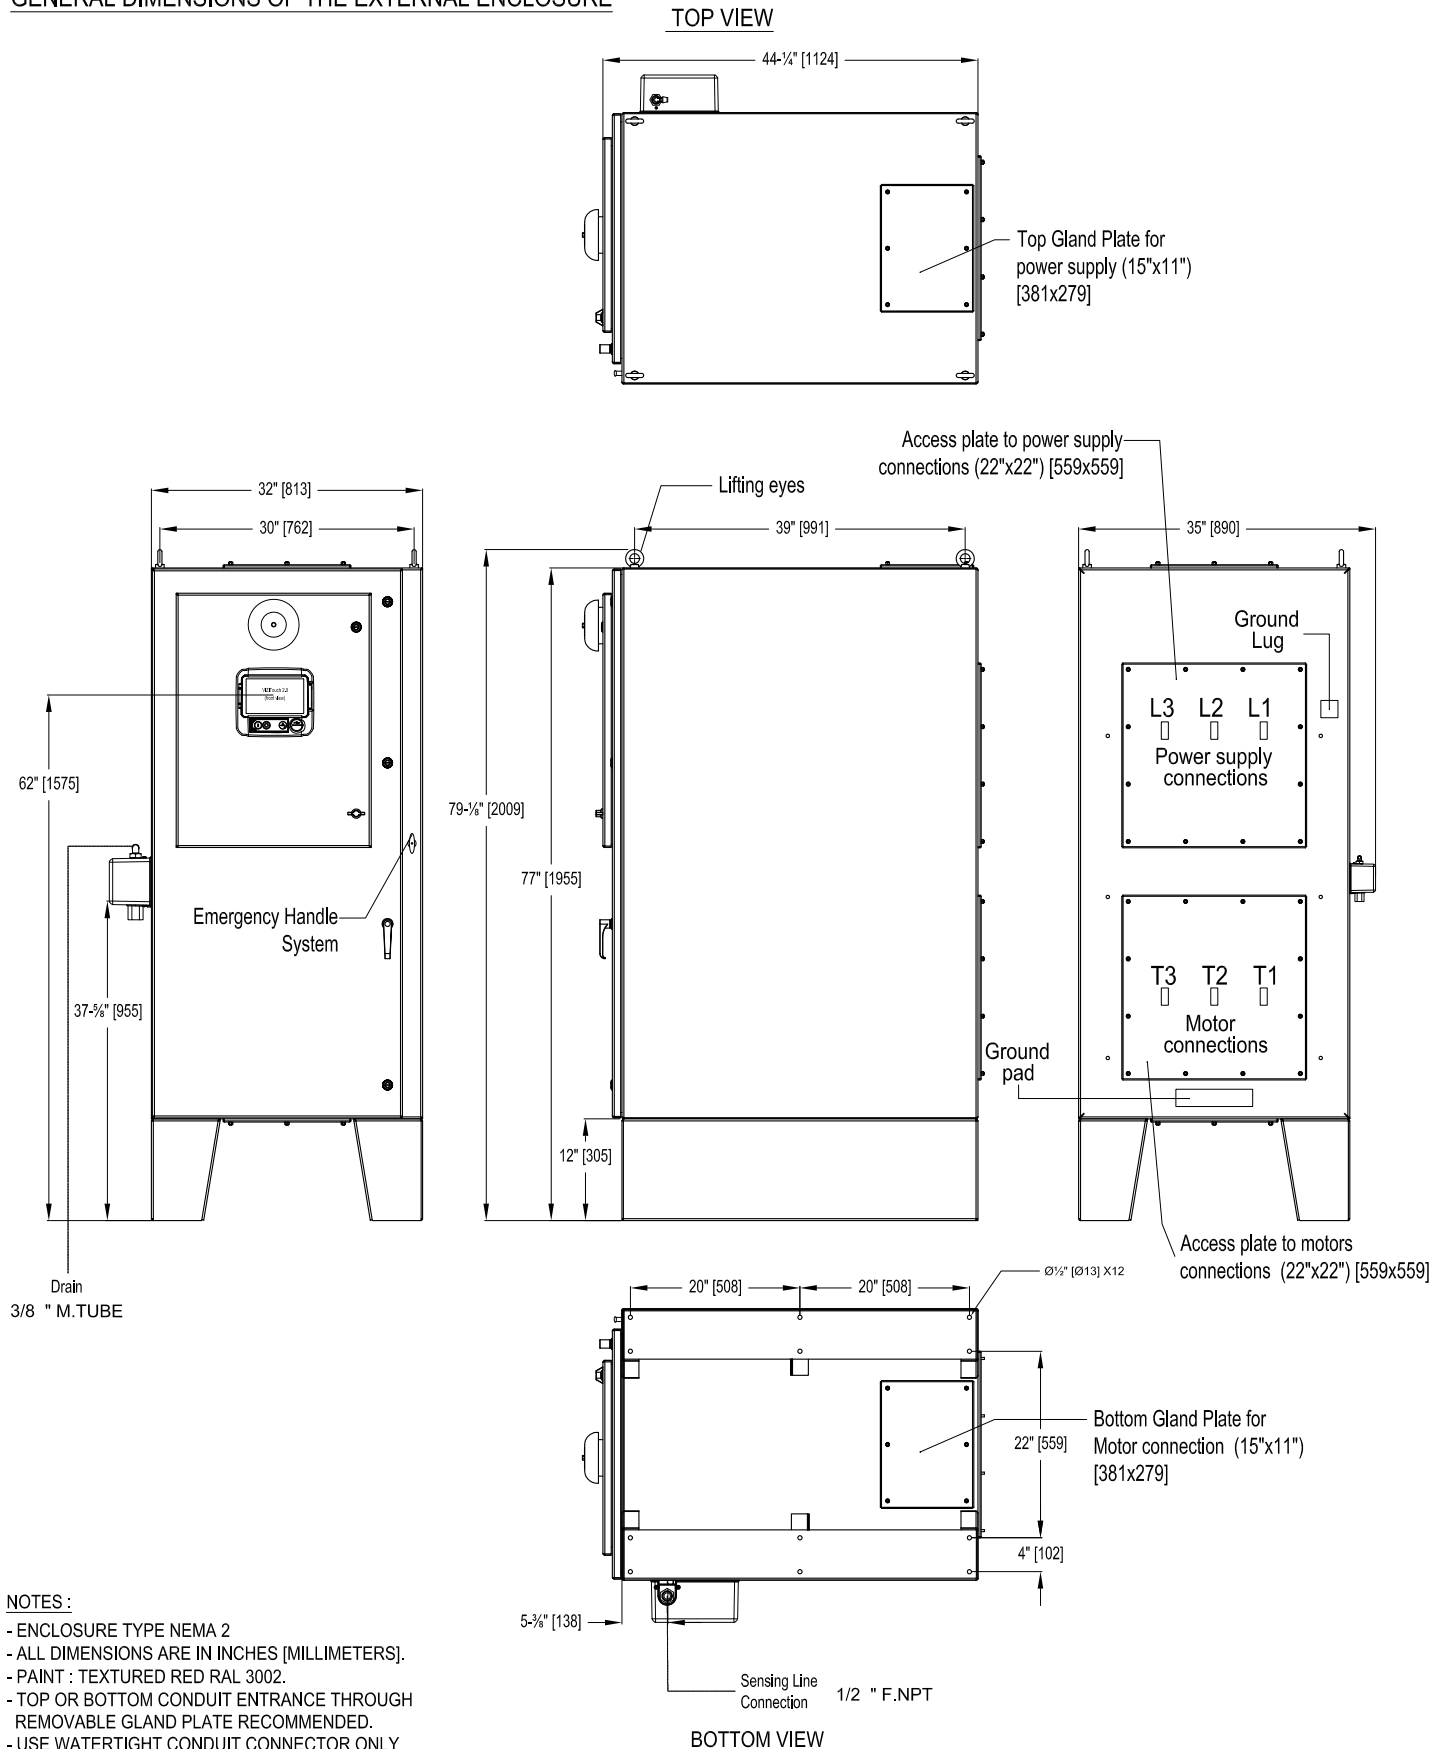 GENERAL DIMENSIONS OF THE EXTERNAL ENCLOSURE
TOP VIEW
44-¼" [1124]
Top Gland Plate for
power supply (15"x11")
[381x279]
Access plate to power supply
connections (22"x22") [559x559]
Lifting eyes
32" [813]
30" [762]
39" [991]
35" [890]
Ground
Lug
L3 L2 L1
Power supply
connections
62" [1575]
79-⅛" [2009]
77" [1955]
Emergency Handle
System
37-⅝" [955]
T3 T2 T1
Motor
connections
Ground
pad
12" [305]
Access plate to motors
connections (22"x22") [559x559]
Drain
3/8 " M.TUBE
20" [508]
20" [508]
Ø½" [Ø13] X12
22" [559]
Bottom Gland Plate for
Motor connection (15"x11")
[381x279]
4" [102]
5-⅜" [138]
Sensing Line
Connection 1/2 " F.NPT
BOTTOM VIEW
NOTES :
- ENCLOSURE TYPE NEMA 2
- ALL DIMENSIONS ARE IN INCHES [MILLIMETERS].
- PAINT : TEXTURED RED RAL 3002.
- TOP OR BOTTOM CONDUIT ENTRANCE THROUGH
REMOVABLE GLAND PLATE RECOMMENDED.
- USE WATERTIGHT CONDUIT CONNECTOR ONLY